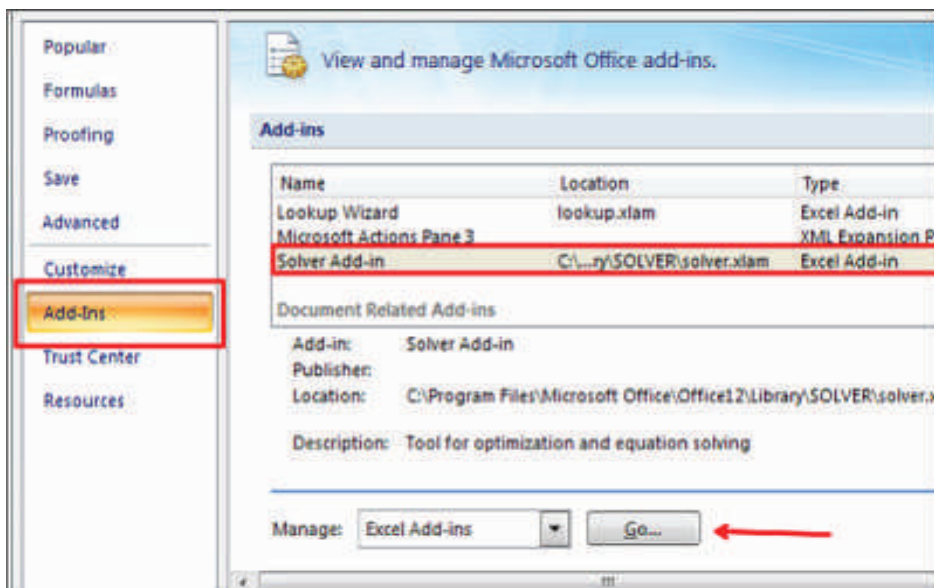 Popular
Formulas
Proofing
Save
Advanced
Customize
Add-Ins
Trust Center
Resources
View and manage Microsoft Office add-ins.
Add-ins
Name Location Type
Lookup Wizard lookup.xlam Excel Add-in
Microsoft Actions Pane 3 XML Expansion P
Solver Add-in C:\...ry\SOLVER\solver.xlam Excel Add-in
Document Related Add-ins
Add-in: Solver Add-in
Publisher:
Location: C:\Program Files\Microsoft Office\Office12\Library\SOLVER\solver.x
Description: Tool for optimization and equation solving
Manage: Excel Add-ins Go...